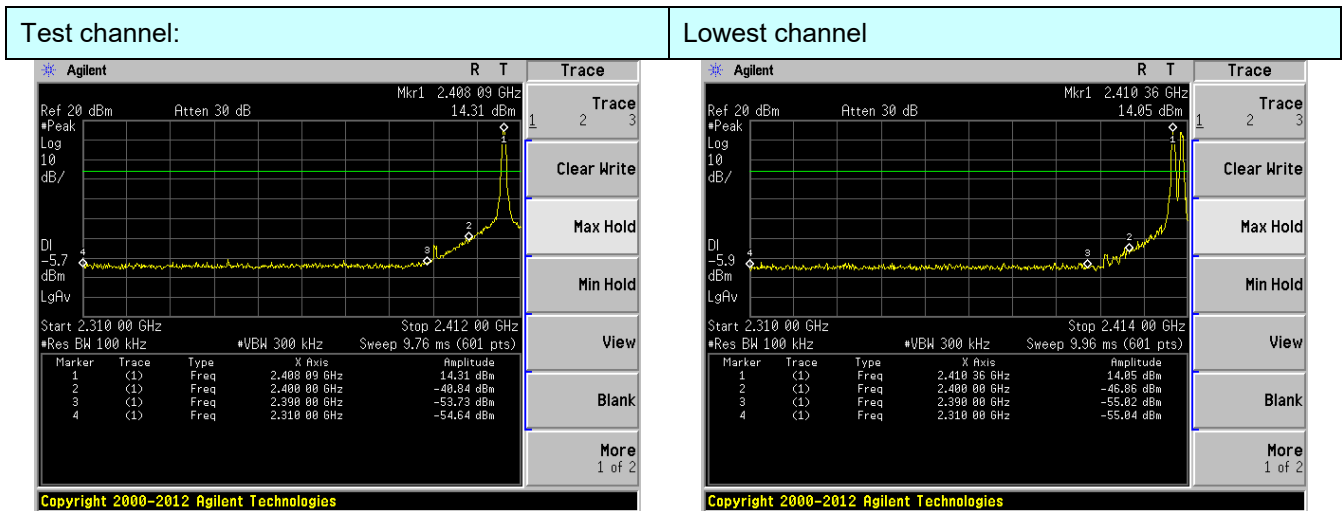 Test channel: Lowest channel
Agilent R T Trace
Mkr1 2.408 09 GHz
Ref 20 dBm Atten 30 dB 14.31 dBm
#Peak
Log
10
dB/
DI
-5.7
dBm
LgAv
1
2
3
4
Start 2.310 00 GHz Stop 2.412 00 GHz
#Res BW 100 kHz #VBW 300 kHz Sweep 9.76 ms (601 pts)
Marker Trace Type X Axis Amplitude
1 (1) Freq 2.408 09 GHz 14.31 dBm
2 (1) Freq 2.400 00 GHz -40.84 dBm
3 (1) Freq 2.390 00 GHz -53.73 dBm
4 (1) Freq 2.310 00 GHz -54.64 dBm
Trace
1 2 3
Clear Write
Max Hold
Min Hold
View
Blank
More
1 of 2
Copyright 2000-2012 Agilent Technologies
Agilent R T Trace
Mkr1 2.410 36 GHz
Ref 20 dBm Atten 30 dB 14.05 dBm
#Peak
Log
10
dB/
DI
-5.9
dBm
LgAv
1
2
3
4
Start 2.310 00 GHz Stop 2.414 00 GHz
#Res BW 100 kHz #VBW 300 kHz Sweep 9.96 ms (601 pts)
Marker Trace Type X Axis Amplitude
1 (1) Freq 2.410 36 GHz 14.05 dBm
2 (1) Freq 2.400 00 GHz -46.86 dBm
3 (1) Freq 2.390 00 GHz -55.02 dBm
4 (1) Freq 2.310 00 GHz -55.04 dBm
Trace
1 2 3
Clear Write
Max Hold
Min Hold
View
Blank
More
1 of 2
Copyright 2000-2012 Agilent Technologies